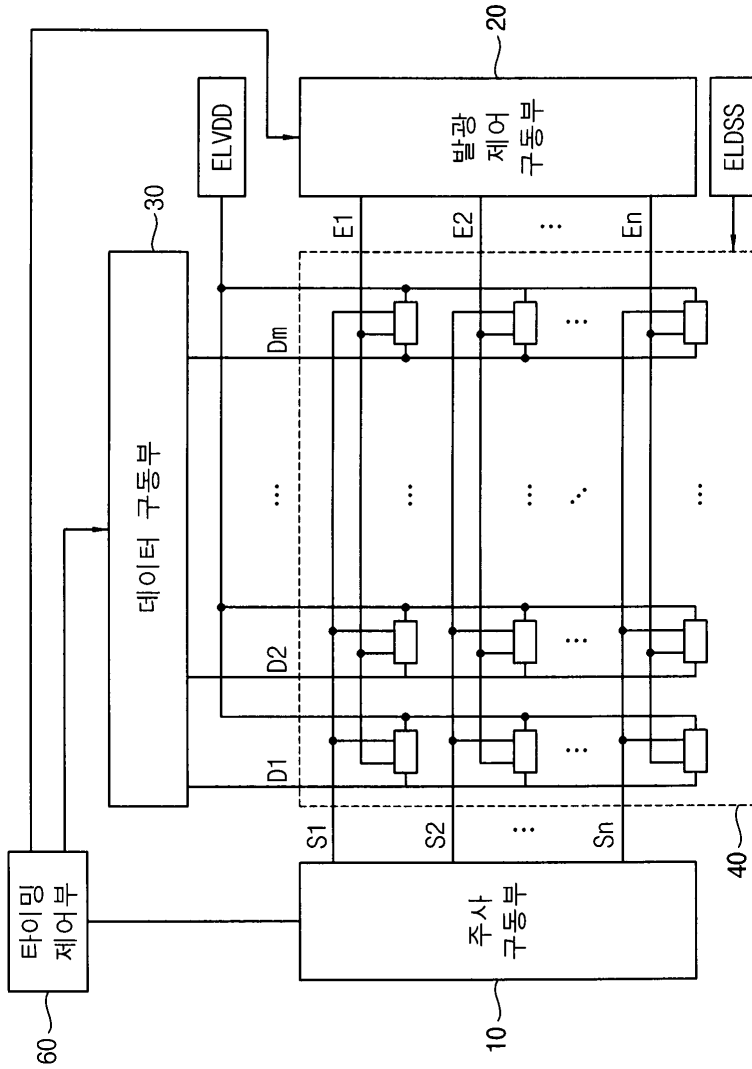 60
타이밍
제어부
30
데이터 구동부
ELVDD
20
발광
제어
구동부
ELDSS
10
주사
구동부
40
D1
D2
...
Dm
S1
E1
S2
E2
...
...
Sn
En
...
...
...
...
...
...
...
...